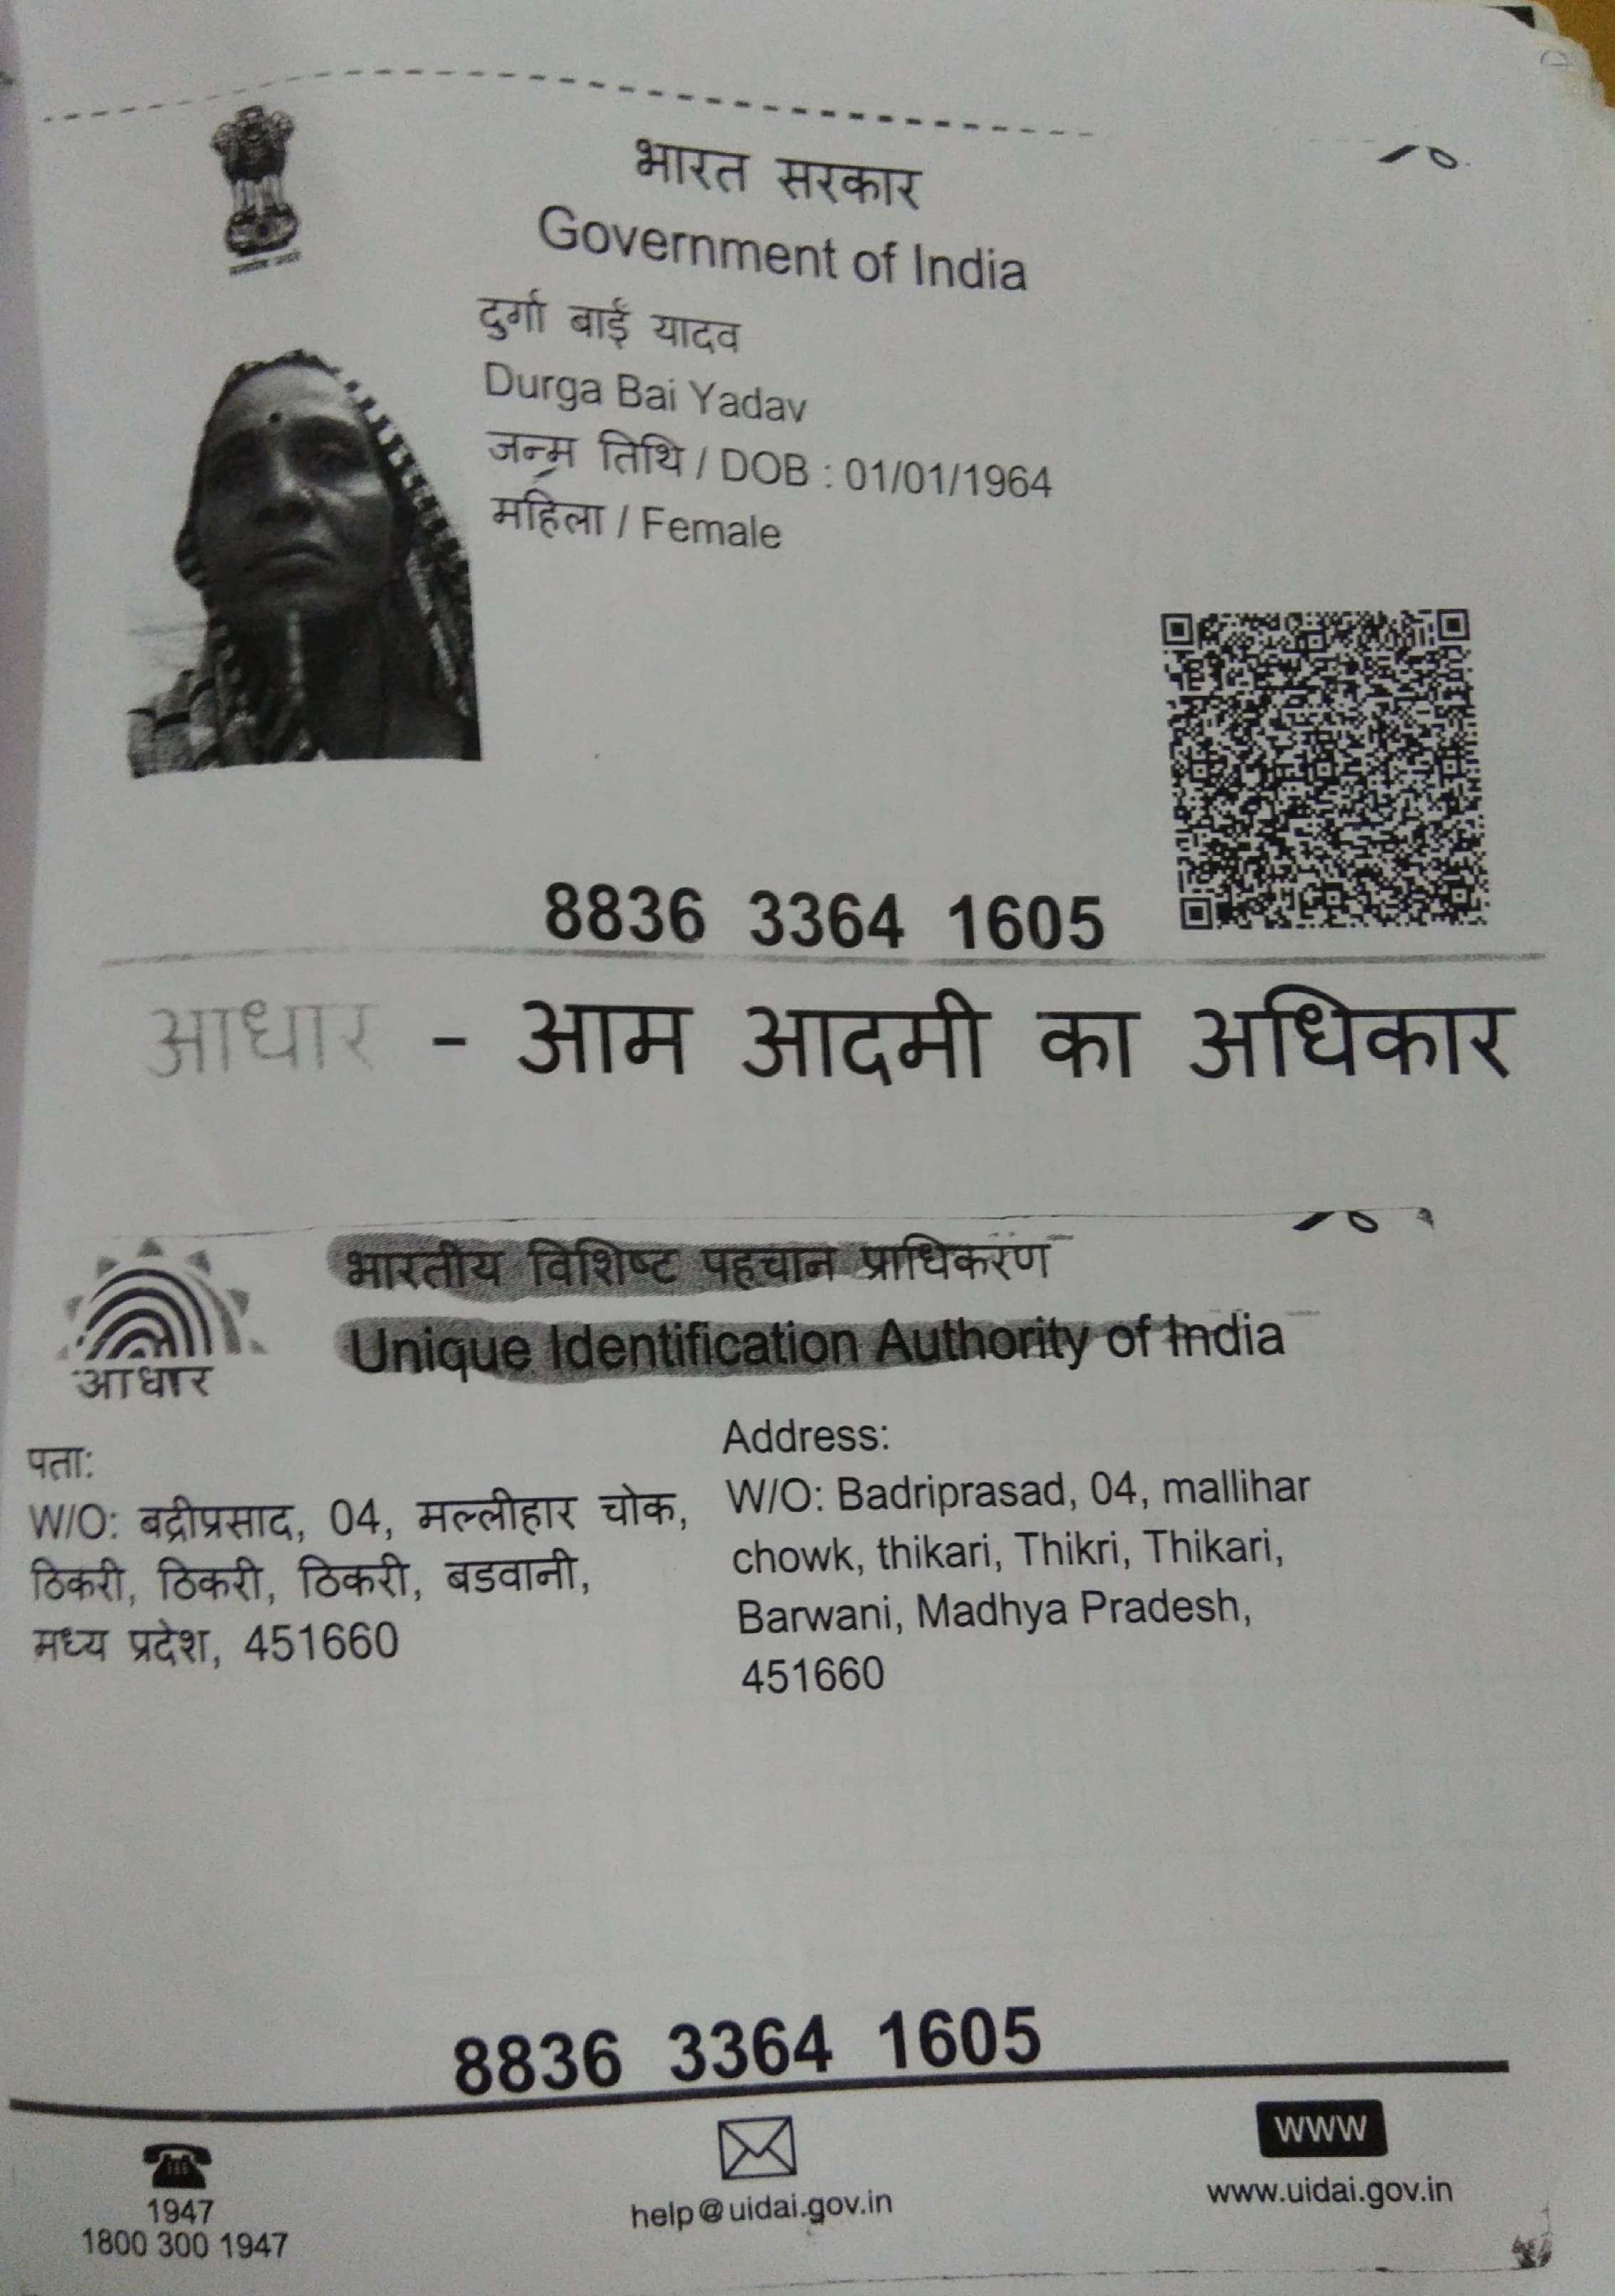 भारत सरकार
Government of India
दुर्गा बाई यादव
Durga Bai Yadav
जन्म तिथि / DOB : 01/01/1964
महिला / Female
8836 3364 1605
आधार - आम आदमी का अधिकार
भारतीय विशिष्ट पहचान प्राधिकरण
Unique Identification Authority of India
आधार
पता:
W/O: बद्रीप्रसाद, 04, मल्लीहार चोक,
ठिकरी, ठिकरी, ठिकरी, बडवानी,
मध्य प्रदेश, 451660
Address:
W/O: Badriprasad, 04, mallihar
chowk, thikari, Thikri, Thikari,
Barwani, Madhya Pradesh,
451660
8836 3364 1605
1947
1800 300 1947
help@uidai.gov.in
www
www.uidai.gov.in